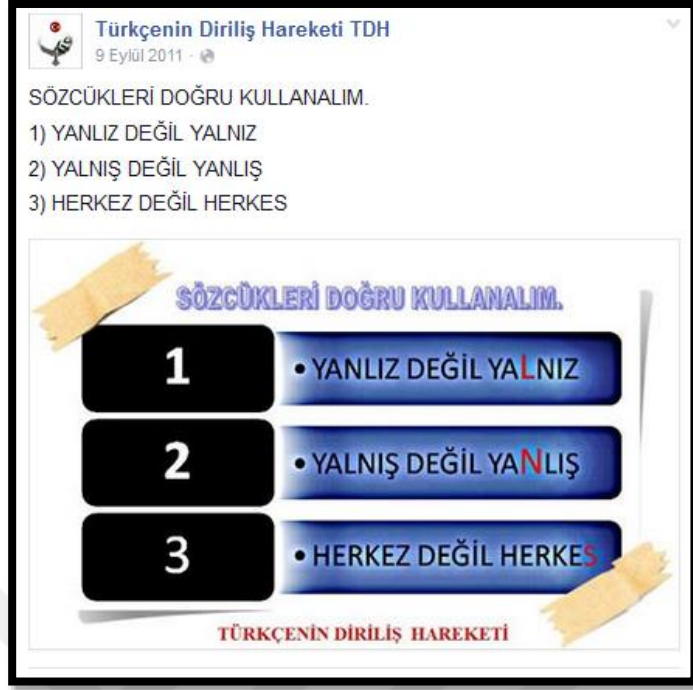 Türkçenin Diriliş Hareketi TDH
9 Eylül 2011 ·
SÖZCÜKLERİ DOĞRU KULLANALIM.
1) YANLIZ DEĞİL YALNIZ
2) YALNIŞ DEĞİL YANLIŞ
3) HERKEZ DEĞİL HERKES
SÖZCÜKLERİ DOĞRU KULLANALIM.
1
• YANLIZ DEĞİL YALNIZ
2
• YALNIŞ DEĞİL YANLIŞ
3
• HERKEZ DEĞİL HERKES
TÜRKÇENİN DİRİLİŞ HAREKETİ